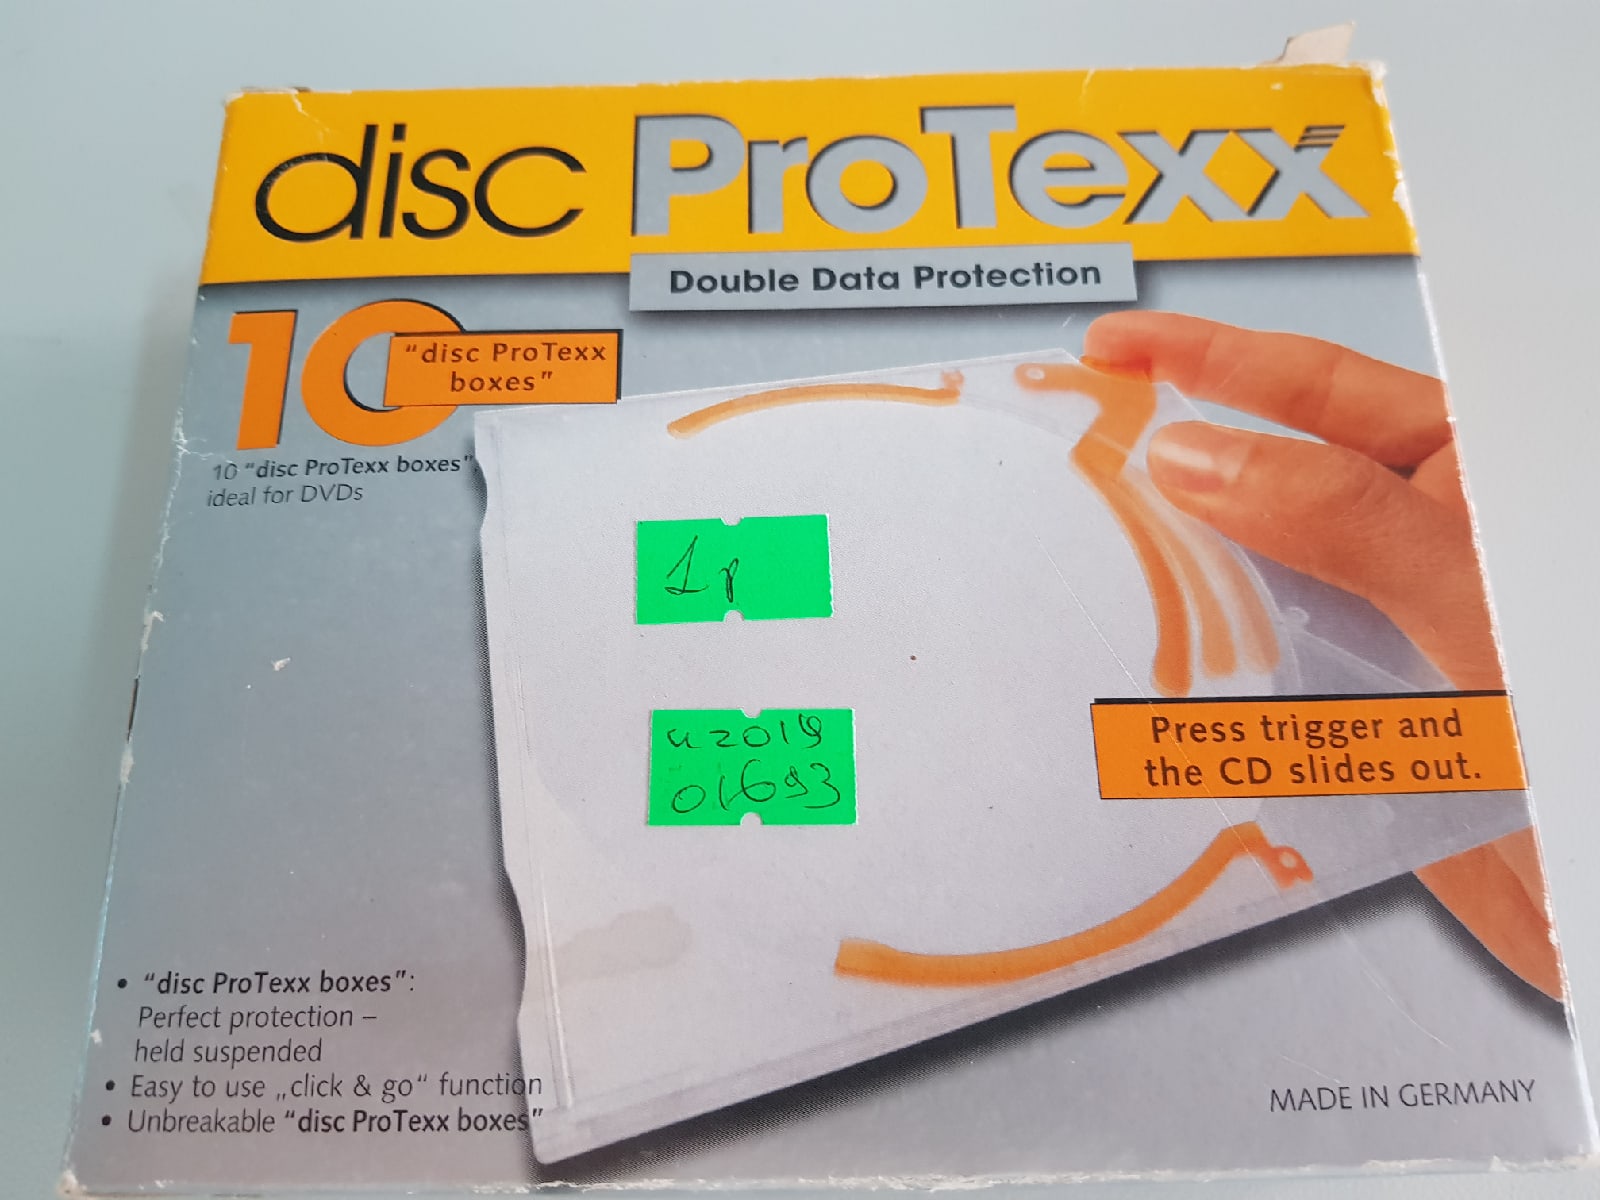 disc ProTexx
Double Data Protection
10
"disc ProTexx
boxes"
10 "disc ProTexx boxes"
ideal for DVDs
1р
Press trigger and
the CD slides out.
• "disc ProTexx boxes":
Perfect protection –
held suspended
• Easy to use „click & go“ function
• Unbreakable "disc ProTexx boxes"
MADE IN GERMANY